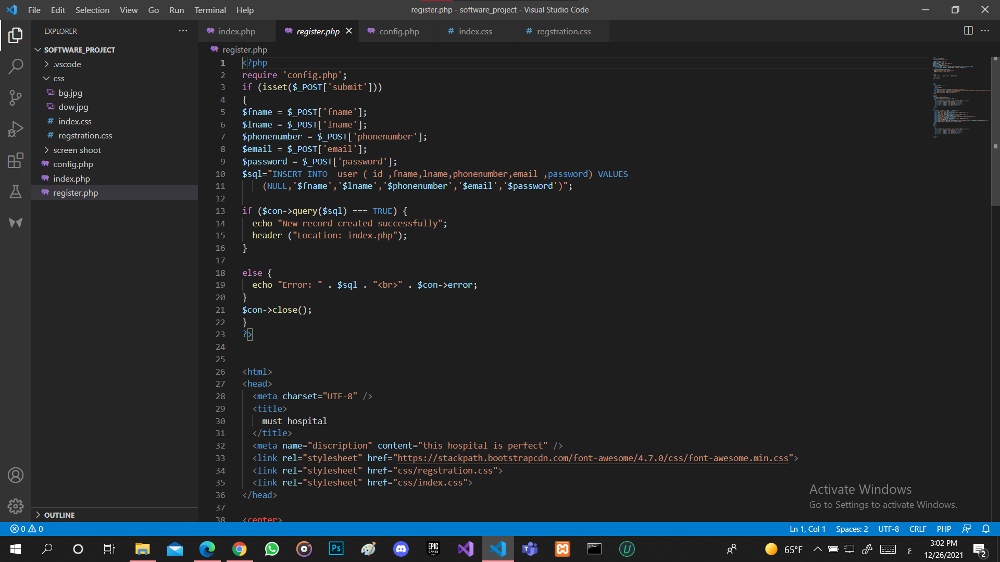 File Edit Selection View Go Run Terminal Help
register.php - software_project - Visual Studio Code
EXPLORER
SOFTWARE_PROJECT
.vscode
css
bg.jpg
dow.jpg
# index.css
# regstration.css
screen shoot
config.php
index.php
register.php
OUTLINE
index.php register.php config.php # index.css # regstration.css
register.php
1 <?php
2 require 'config.php';
3 if (isset($_POST['submit']))
4 {
5 $fname = $_POST['fname'];
6 $lname = $_POST['lname'];
7 $phonenumber = $_POST['phonenumber'];
8 $email = $_POST['email'];
9 $password = $_POST['password'];
10 $sql="INSERT INTO  user ( id ,fname,lname,phonenumber,email ,password) VALUES
11     (NULL,'$fname','$lname','$phonenumber','$email','$password')";
12
13 if ($con->query($sql) === TRUE) {
14   echo "New record created successfully";
15   header ("Location: index.php");
16 }
17
18 else {
19   echo "Error: " . $sql . "<br>" . $con->error;
20 }
21 $con->close();
22 }
23 ?>
24
25
26 <html>
27 <head>
28   <meta charset="UTF-8" />
29   <title>
30     must hospital
31   </title>
32   <meta name="discription" content="this hospital is perfect" />
33   <link rel="stylesheet" href="https://stackpath.bootstrapcdn.com/font-awesome/4.7.0/css/font-awesome.min.css">
34   <link rel="stylesheet" href="css/regstration.css">
35   <link rel="stylesheet" href="css/index.css">
36 </head>
37
38 <center>
Activate Windows
Go to Settings to activate Windows.
0 0
Ln 1, Col 1 Spaces: 2 UTF-8 CRLF PHP
Ps
EPIC GAMES
65°F
ع
3:02 PM
12/26/2021
2